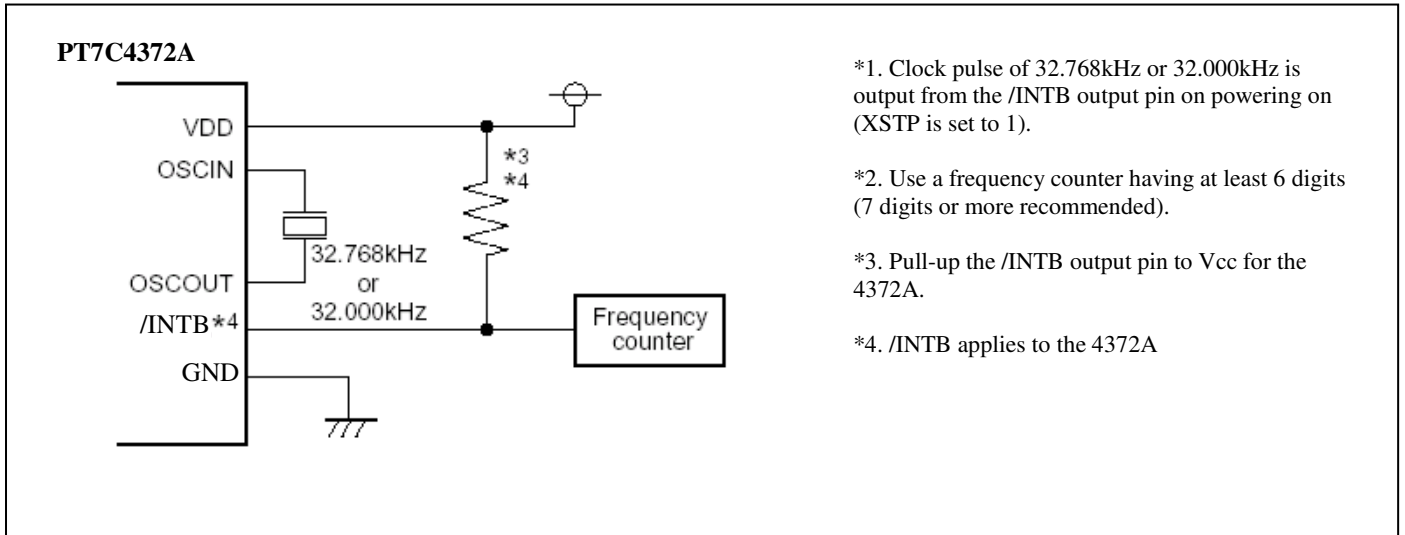 PT7C4372A
VDD
OSCIN
*3
*4
32.768kHz
or
32.000kHz
OSCOUT
/INTB*4
GND
Frequency
counter
*1. Clock pulse of 32.768kHz or 32.000kHz is
output from the /INTB output pin on powering on
(XSTP is set to 1).
*2. Use a frequency counter having at least 6 digits
(7 digits or more recommended).
*3. Pull-up the /INTB output pin to Vcc for the
4372A.
*4. /INTB applies to the 4372A